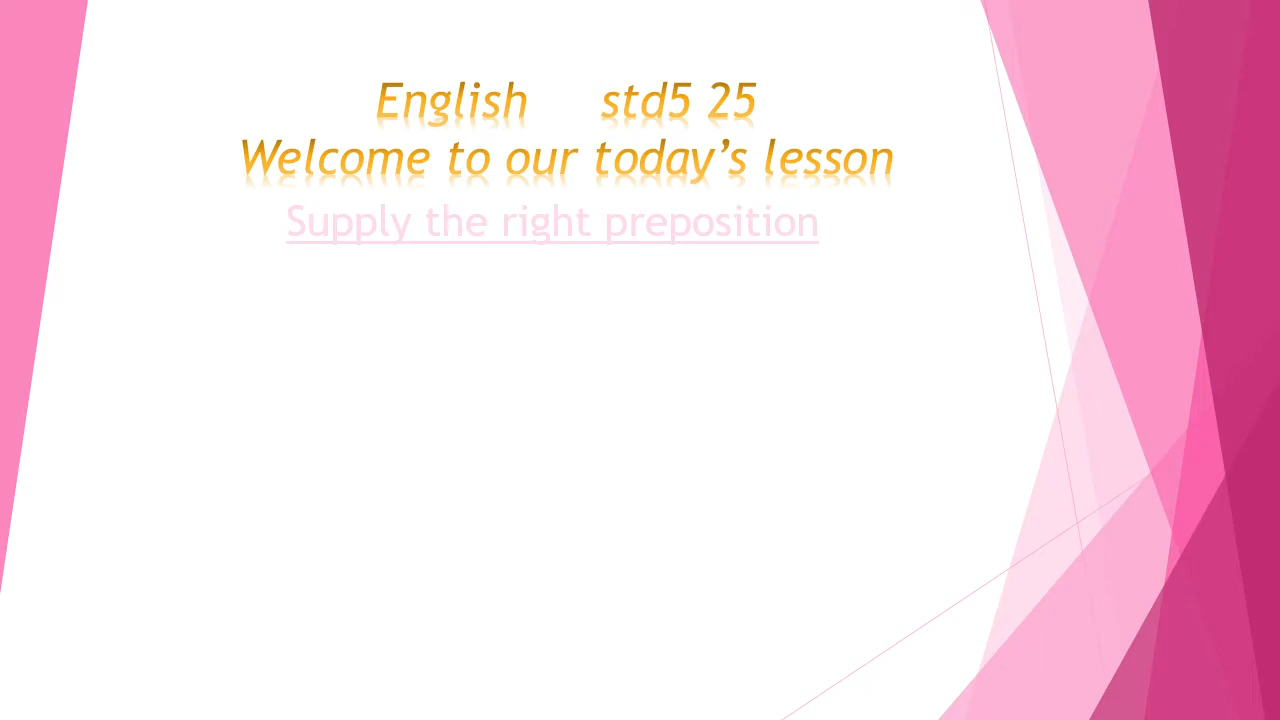 English std5 25
Welcome to our today’s lesson
Supply the right preposition